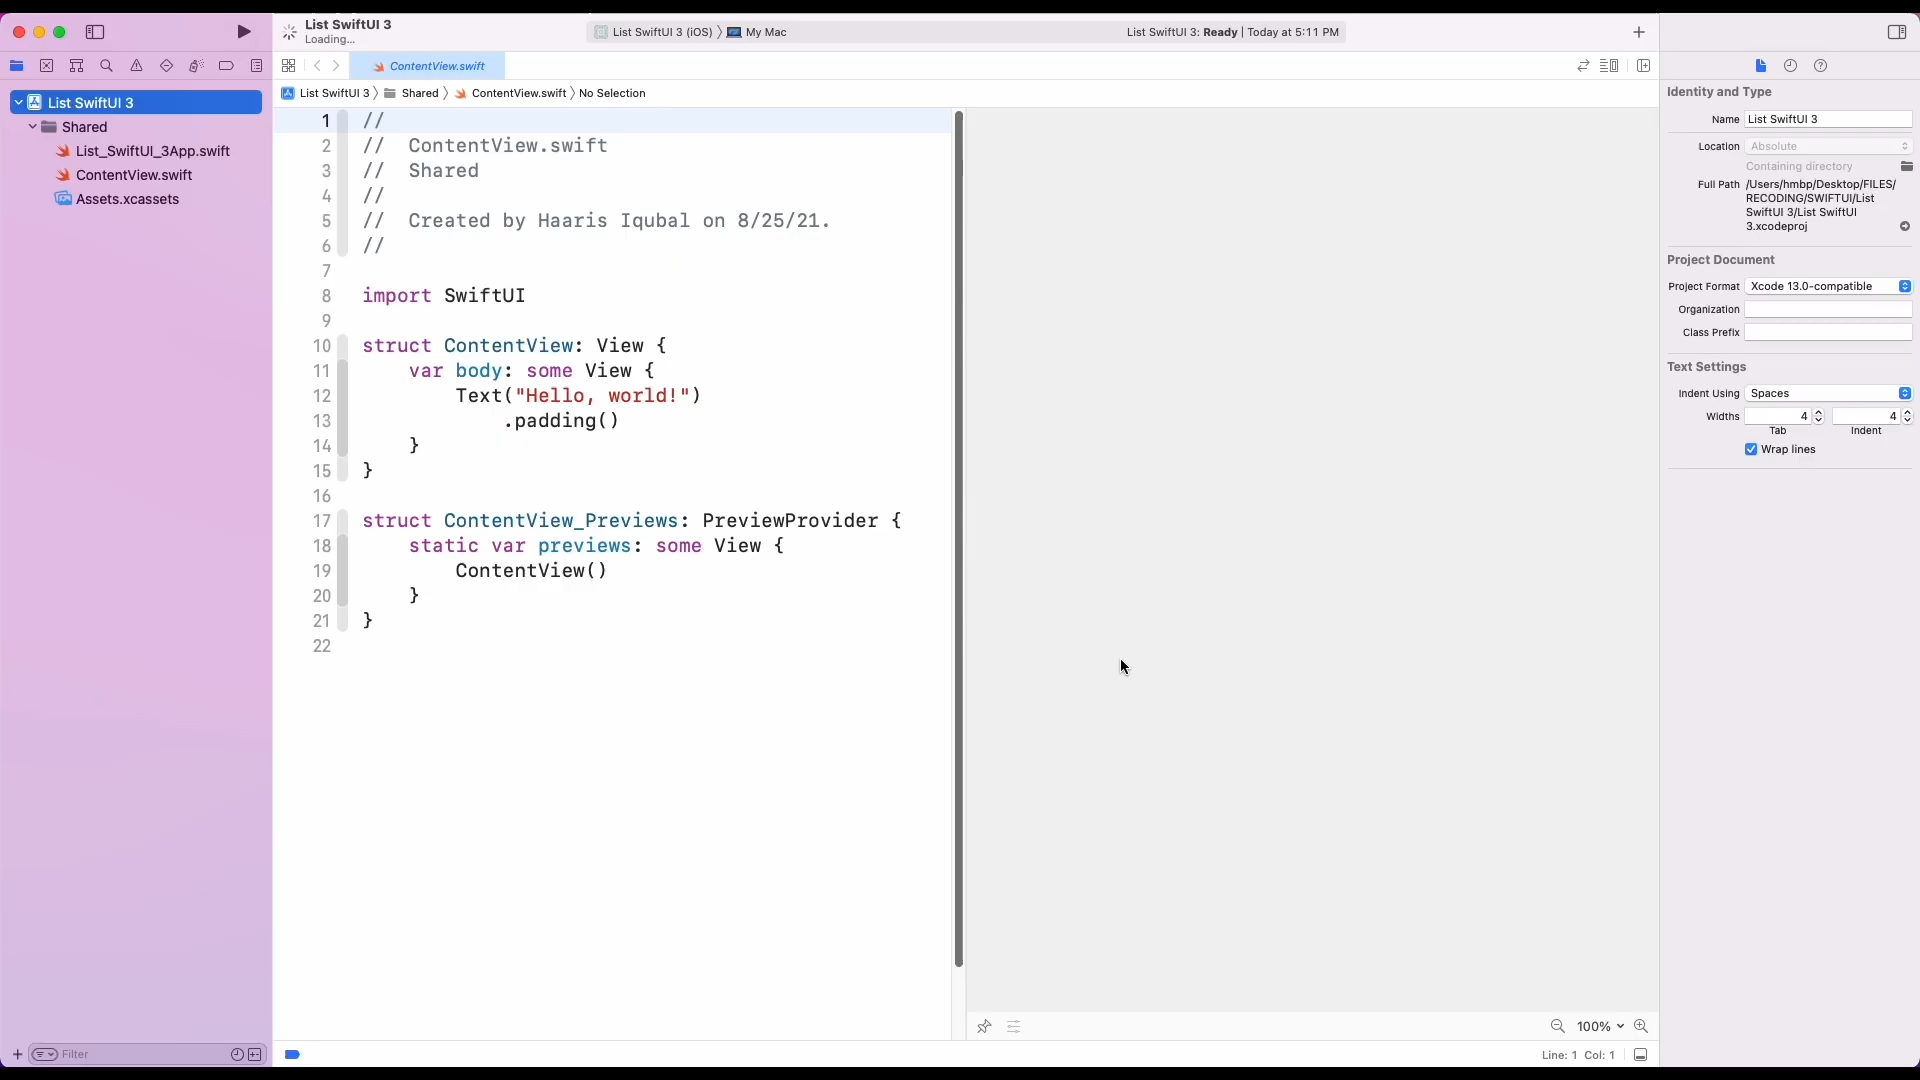 List SwiftUI 3
Loading...
List SwiftUI 3 (iOS) 〉 My Mac
List SwiftUI 3: Ready | Today at 5:11 PM
ContentView.swift
List SwiftUI 3 〉 Shared 〉 ContentView.swift 〉 No Selection
List SwiftUI 3
Shared
List_SwiftUI_3App.swift
ContentView.swift
Assets.xcassets
Filter
1 //
2 //  ContentView.swift
3 //  Shared
4 //
5 //  Created by Haaris Iqubal on 8/25/21.
6 //
7
8 import SwiftUI
9
10 struct ContentView: View {
11     var body: some View {
12         Text("Hello, world!")
13             .padding()
14     }
15 }
16
17 struct ContentView_Previews: PreviewProvider {
18     static var previews: some View {
19         ContentView()
20     }
21 }
22
100%
Line: 1 Col: 1
Identity and Type
Name List SwiftUI 3
Location Absolute
Containing directory
Full Path /Users/hmbp/Desktop/FILES/
RECODING/SWIFTUI/List
SwiftUI 3/List SwiftUI
3.xcodeproj
Project Document
Project Format Xcode 13.0-compatible
Organization
Class Prefix
Text Settings
Indent Using Spaces
Widths 4 4
Tab Indent
Wrap lines